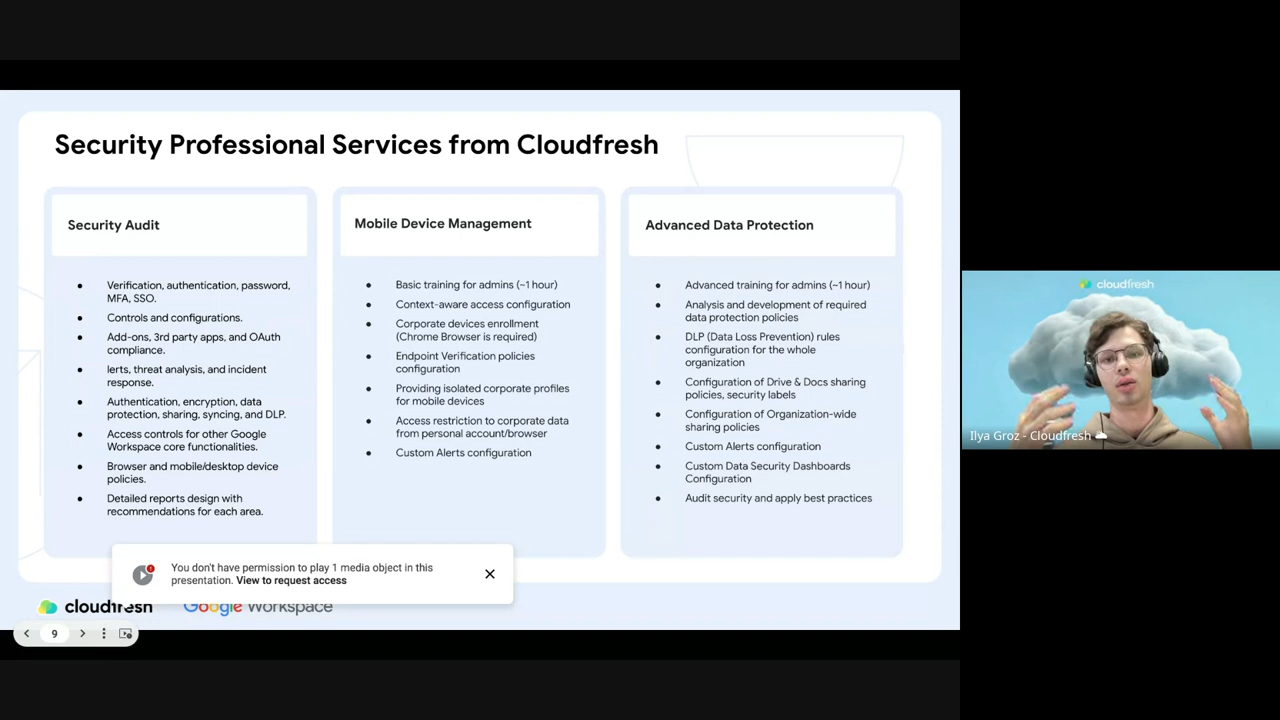 Security Professional Services from Cloudfresh
Security Audit
Verification, authentication, password,
MFA, SSO.
Controls and configurations.
Add-ons, 3rd party apps, and OAuth
compliance.
lerts, threat analysis, and incident
response.
Authentication, encryption, data
protection, sharing, syncing, and DLP.
Access controls for other Google
Workspace core functionalities.
Browser and mobile/desktop device
policies.
Detailed reports design with
recommendations for each area.
Mobile Device Management
Basic training for admins (~1 hour)
Context-aware access configuration
Corporate devices enrollment
(Chrome Browser is required)
Endpoint Verification policies
configuration
Providing isolated corporate profiles
for mobile devices
Access restriction to corporate data
from personal account/browser
Custom Alerts configuration
Advanced Data Protection
Advanced training for admins (~1 hour)
Analysis and development of required
data protection policies
DLP (Data Loss Prevention) rules
configuration for the whole
organization
Configuration of Drive & Docs sharing
policies, security labels
Configuration of Organization-wide
sharing policies
Custom Alerts configuration
Custom Data Security Dashboards
Configuration
Audit security and apply best practices
You don't have permission to play 1 media object in this
presentation. View to request access
cloudfresh
Google Workspace
9
cloudfresh
Ilya Groz - Cloudfresh